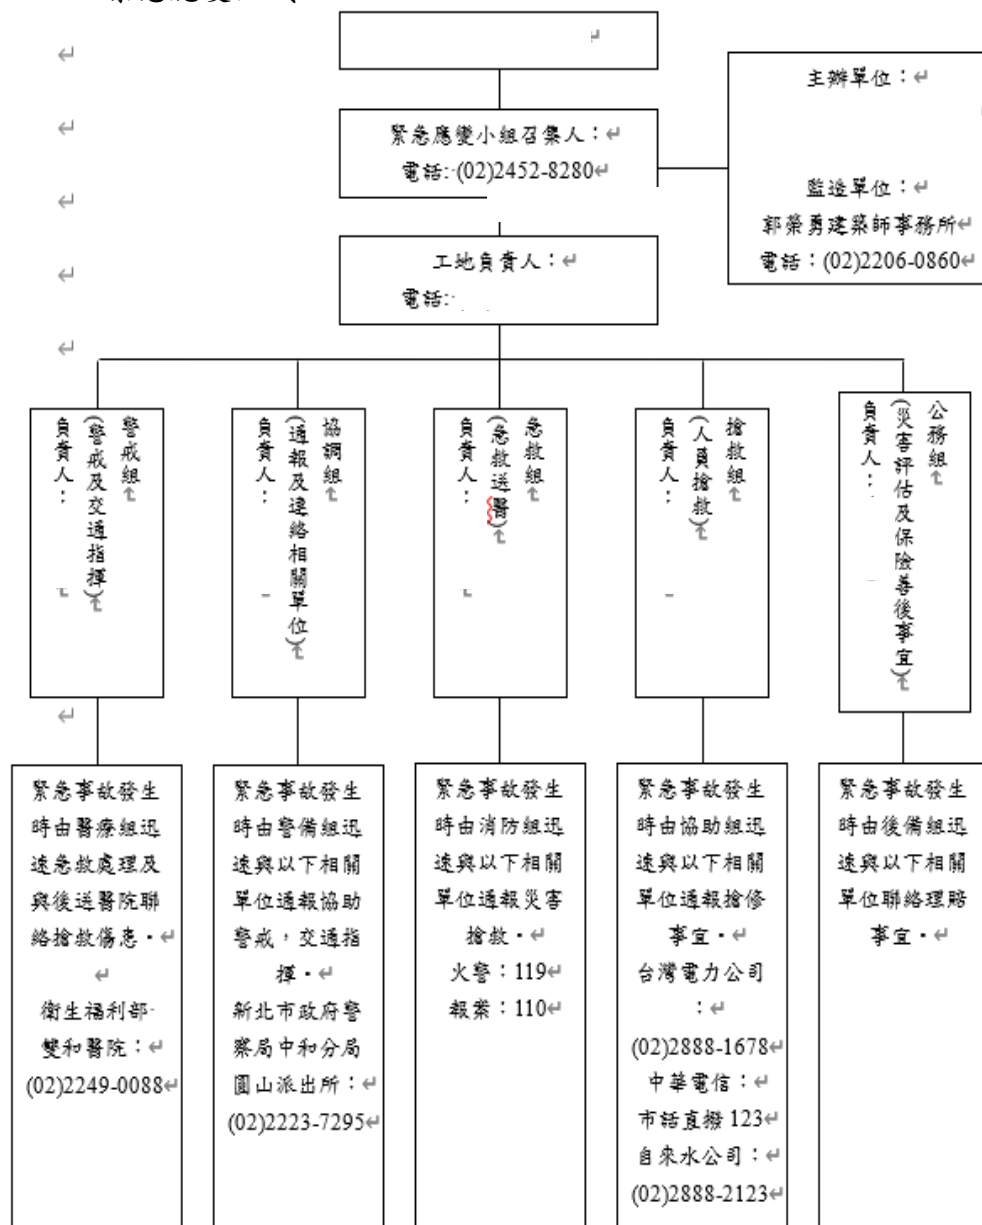 緊急應變小組召集人：
電話:(02)2452-8280
主辦單位：
監造單位：
郭榮勇建築師事務所
電話：(02)2206-0860
工地負責人：
電話:
警戒組
(警戒及交通指揮)
負責人：
協調組
(通報及連絡相關單位)
負責人：
急救組
(急救送醫)
負責人：
搶救組
(人員搶救)
負責人：
公務組
(災害評估及保險善後事宜)
負責人：
緊急事故發生
時由醫療組迅
速急救處理及
與後送醫院聯
絡搶救傷患。
衛生福利部
雙和醫院：
(02)2249-0088
緊急事故發生
時由警備組迅
速與以下相關
單位通報協助
警戒，交通指
揮。
新北市政府警
察局中和分局
圓山派出所：
(02)2223-7295
緊急事故發生
時由消防組迅
速與以下相關
單位通報災害
搶救。
火警：119
報案：110
緊急事故發生
時由協助組迅
速與以下相關
單位通報搶修
事宜。
台灣電力公司
：
(02)2888-1678
中華電信：
市話直撥 123
自來水公司：
(02)2888-2123
緊急事故發生
時由後備組迅
速與以下相關
單位聯絡理賠
事宜。